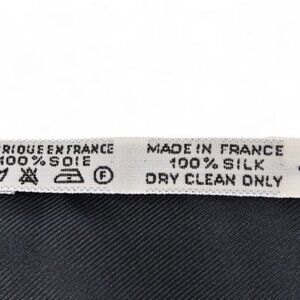 RIQUE EN FRANCE
100% SOIE
F
MADE IN FRANCE
100% SILK
DRY CLEAN ONLY